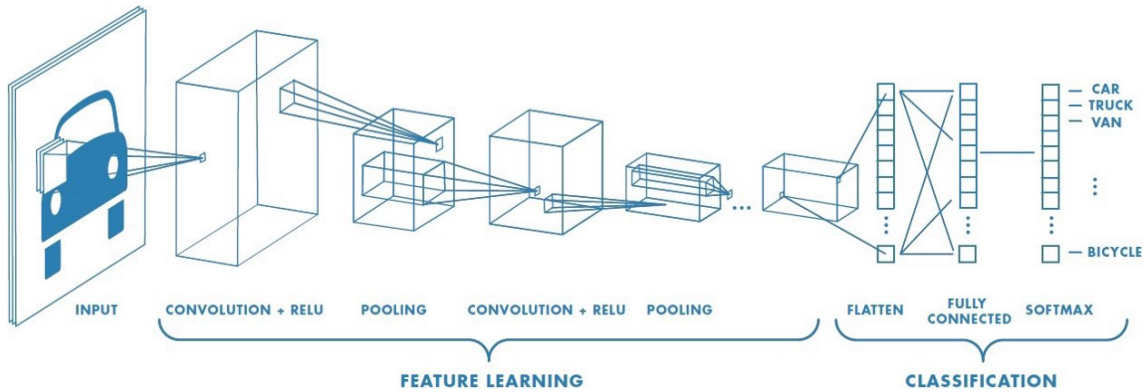 CAR
TRUCK
VAN
BICYCLE
INPUT
CONVOLUTION + RELU
POOLING
CONVOLUTION + RELU
POOLING
FLATTEN
FULLY
CONNECTED
SOFTMAX
FEATURE LEARNING
CLASSIFICATION